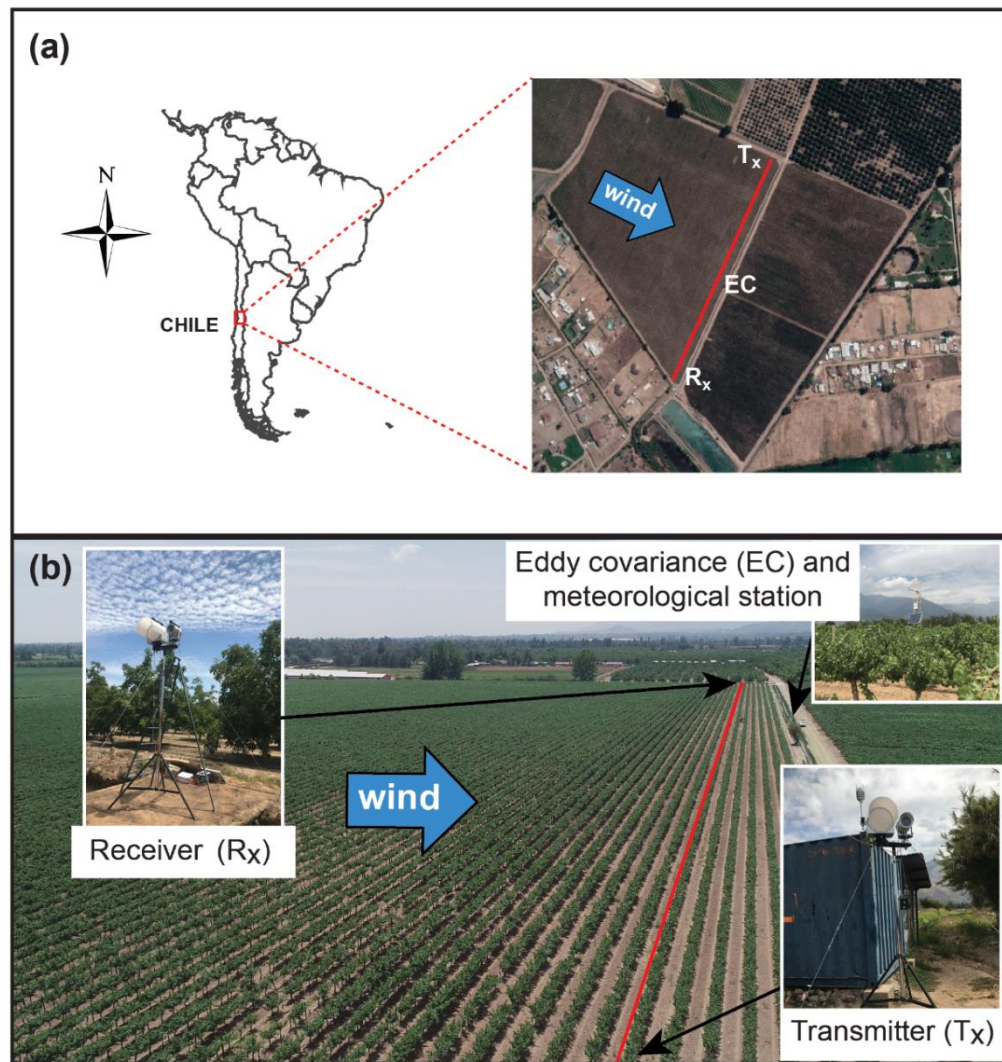 (a)
N
CHILE
Tx
wind
EC
Rx
(b)
Eddy covariance (EC) and
meteorological station
wind
Receiver (Rx)
Transmitter (Tx)